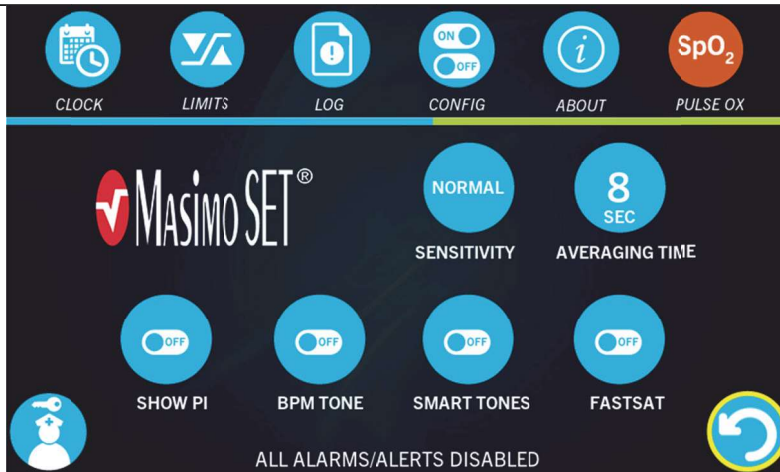 ON
OFF
i
SpO₂
CLOCK
LIMITS
LOG
CONFIG
ABOUT
PULSE OX
Masimo SET®
NORMAL
8
SEC
SENSITIVITY
AVERAGING TIME
OFF
OFF
OFF
OFF
SHOW PI
BPM TONE
SMART TONES
FASTSAT
ALL ALARMS/ALERTS DISABLED